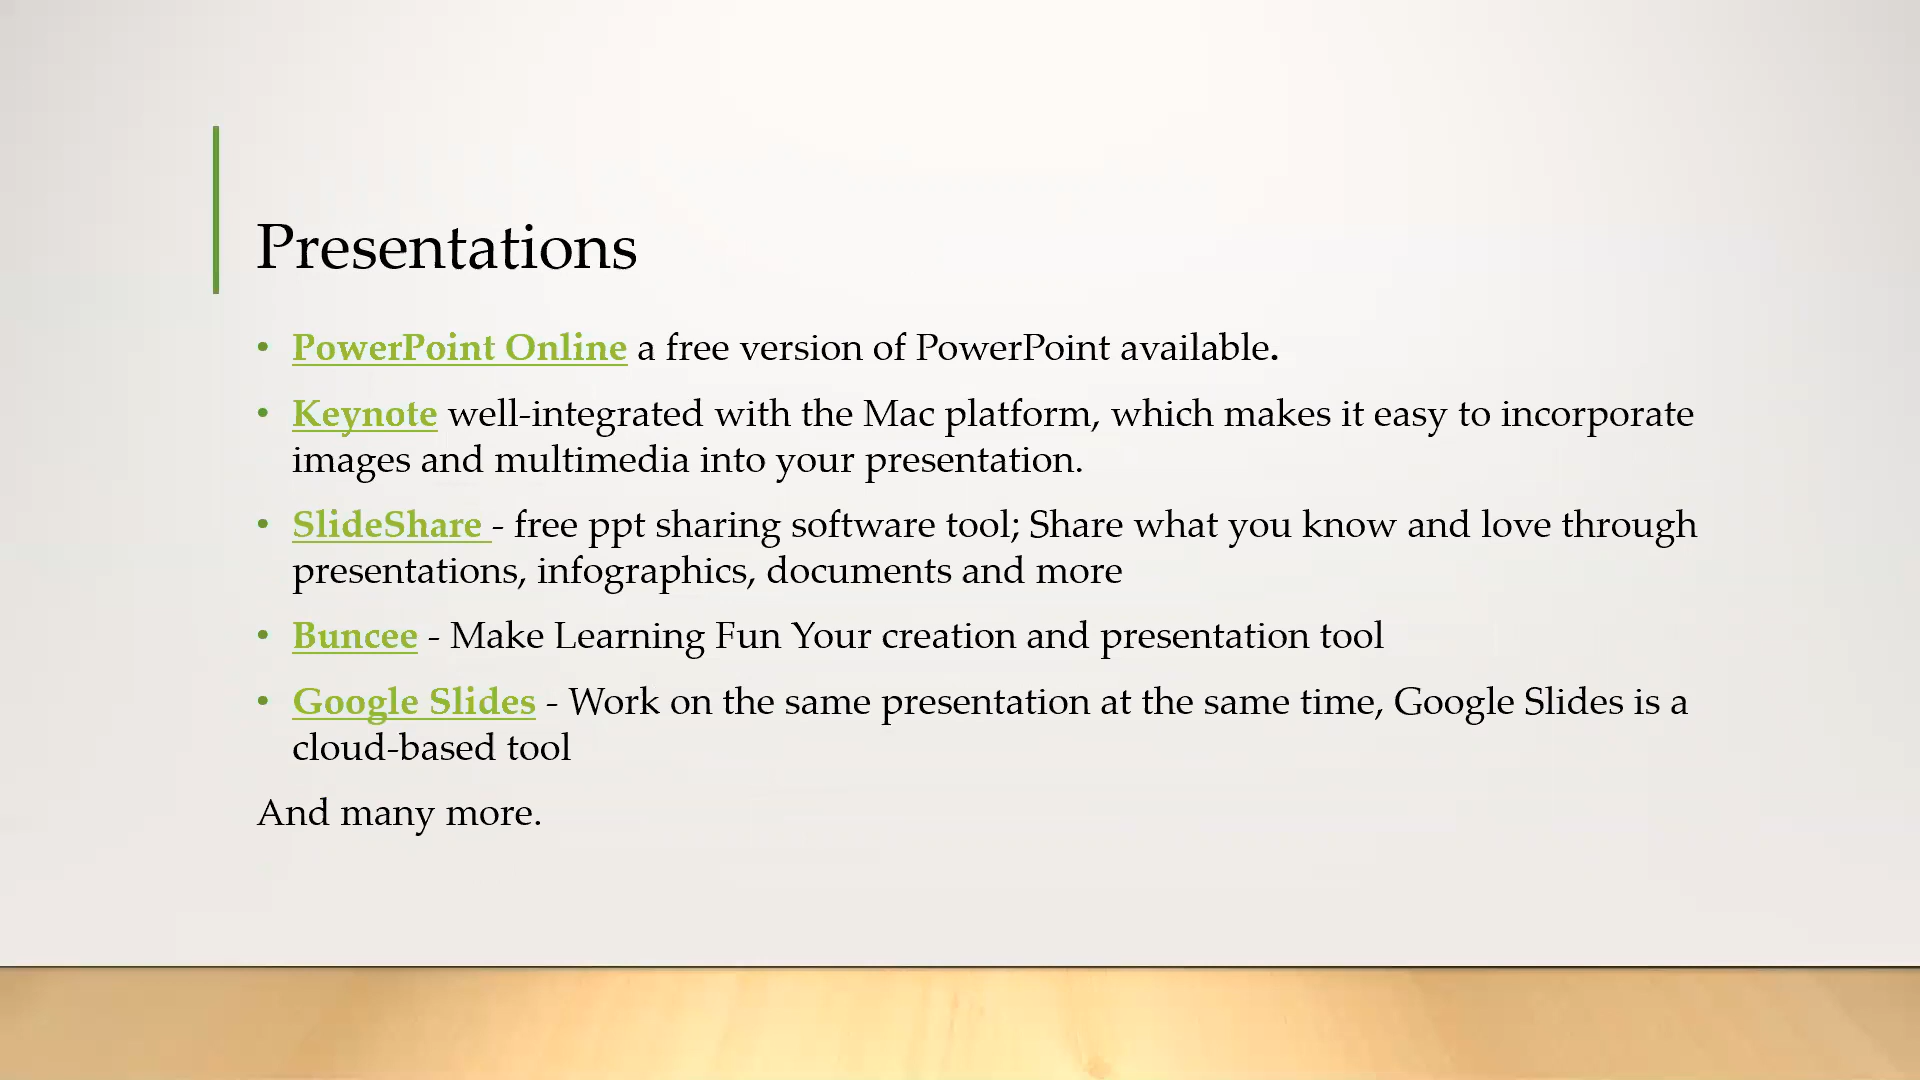 Presentations
• PowerPoint Online a free version of PowerPoint available.
• Keynote well-integrated with the Mac platform, which makes it easy to incorporate
images and multimedia into your presentation.
• SlideShare - free ppt sharing software tool; Share what you know and love through
presentations, infographics, documents and more
• Buncee - Make Learning Fun Your creation and presentation tool
• Google Slides - Work on the same presentation at the same time, Google Slides is a
cloud-based tool
And many more.